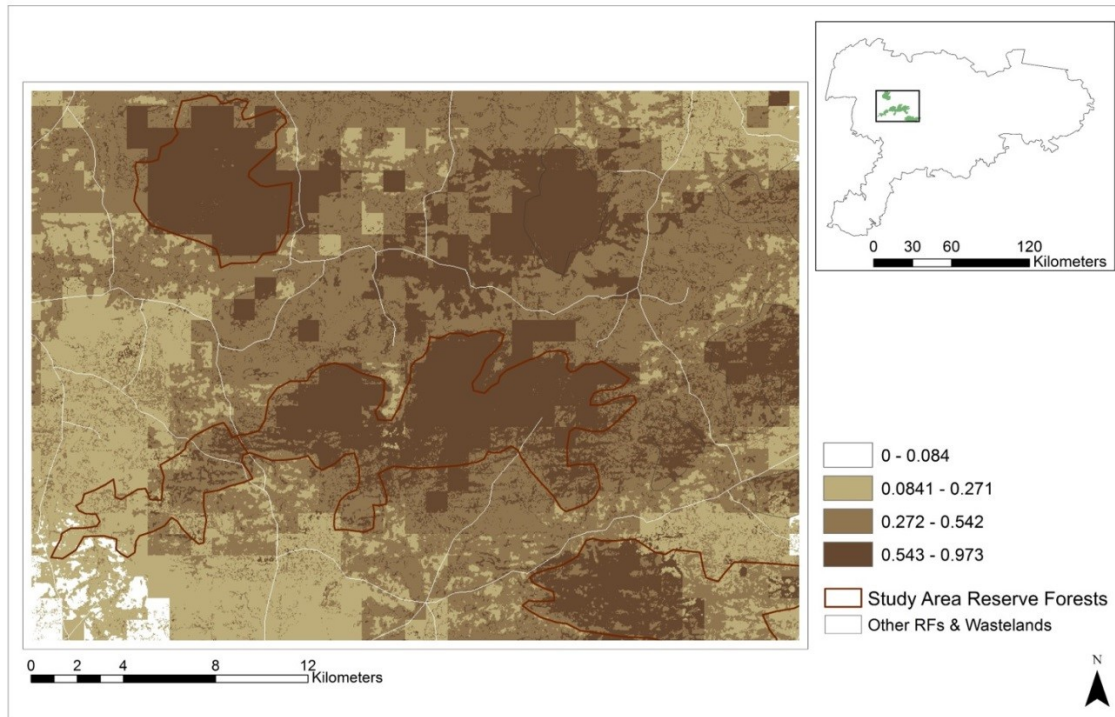 0 30 60 120
Kilometers
0 - 0.084
0.0841 - 0.271
0.272 - 0.542
0.543 - 0.973
Study Area Reserve Forests
Other RFs & Wastelands
0 2 4 8 12
Kilometers
N